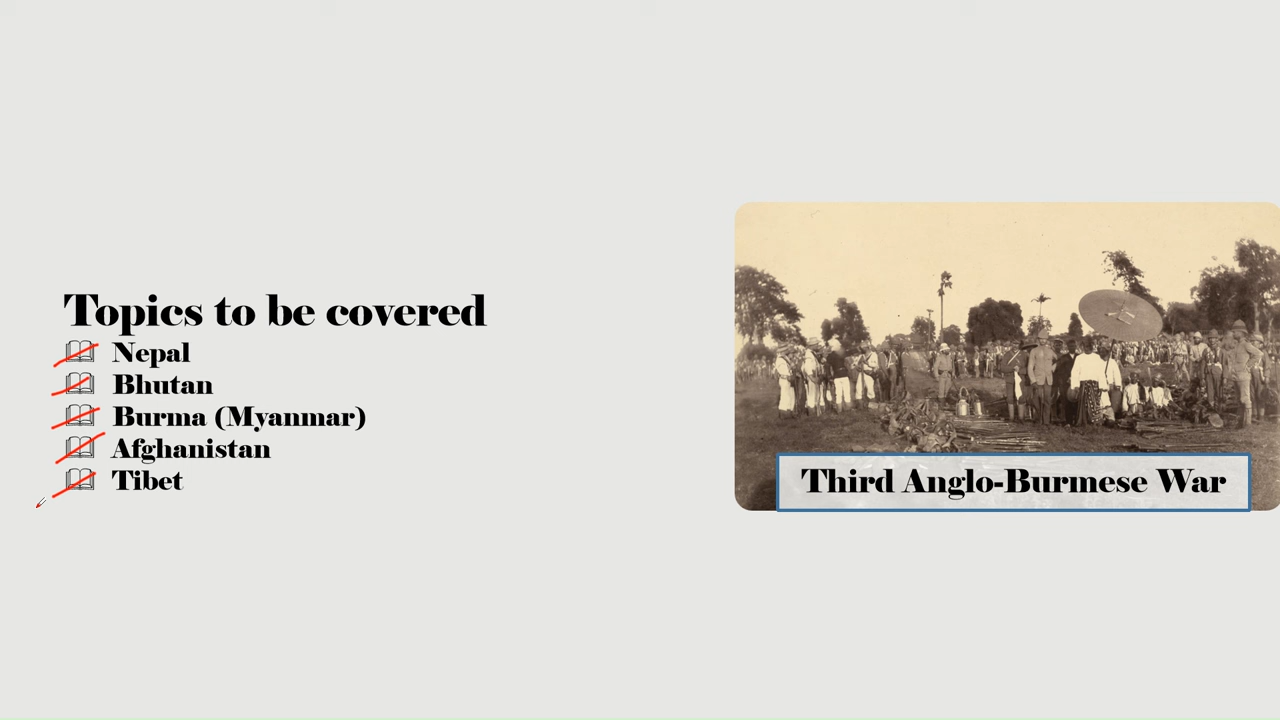 Topics to be covered
Nepal
Bhutan
Burma (Myanmar)
Afghanistan
Tibet
Third Anglo-Burmese War